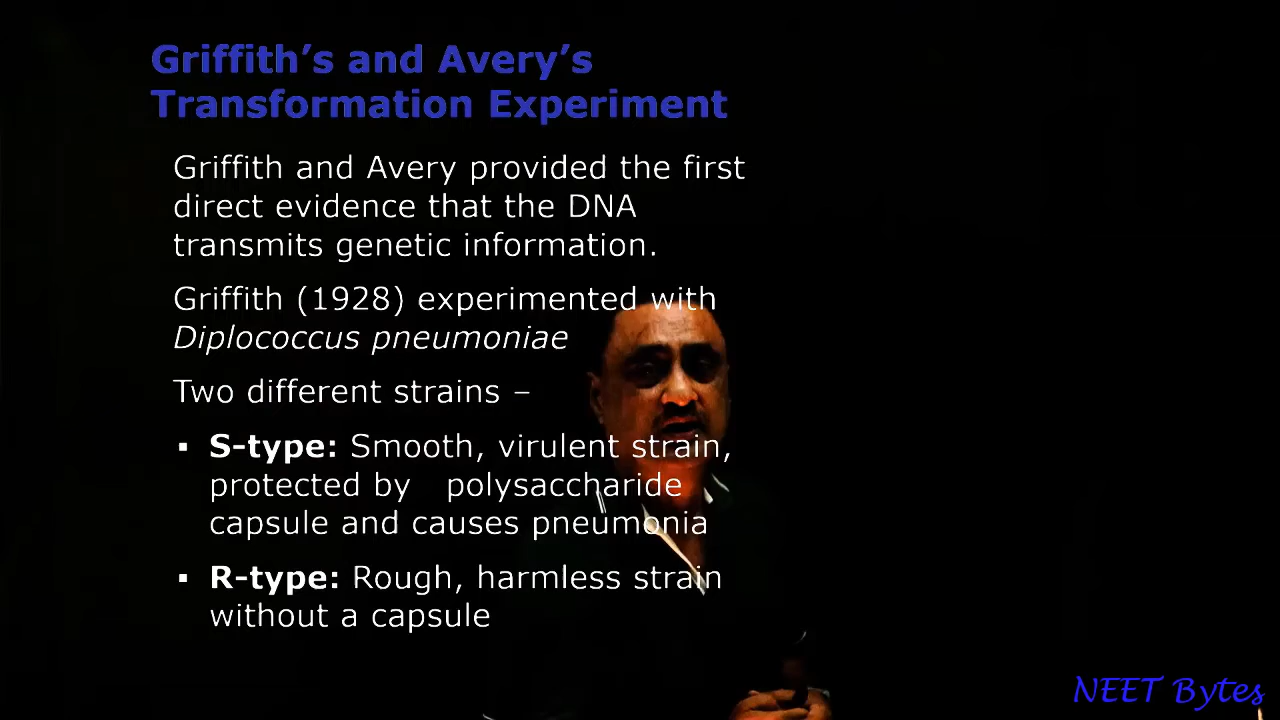 Griffith’s and Avery’s
Transformation Experiment
Griffith and Avery provided the first
direct evidence that the DNA
transmits genetic information.
Griffith (1928) experimented with
Diplococcus pneumoniae
Two different strains –
▪ S-type: Smooth, virulent strain,
protected by polysaccharide
capsule and causes pneumonia
▪ R-type: Rough, harmless strain
without a capsule
NEET Bytes